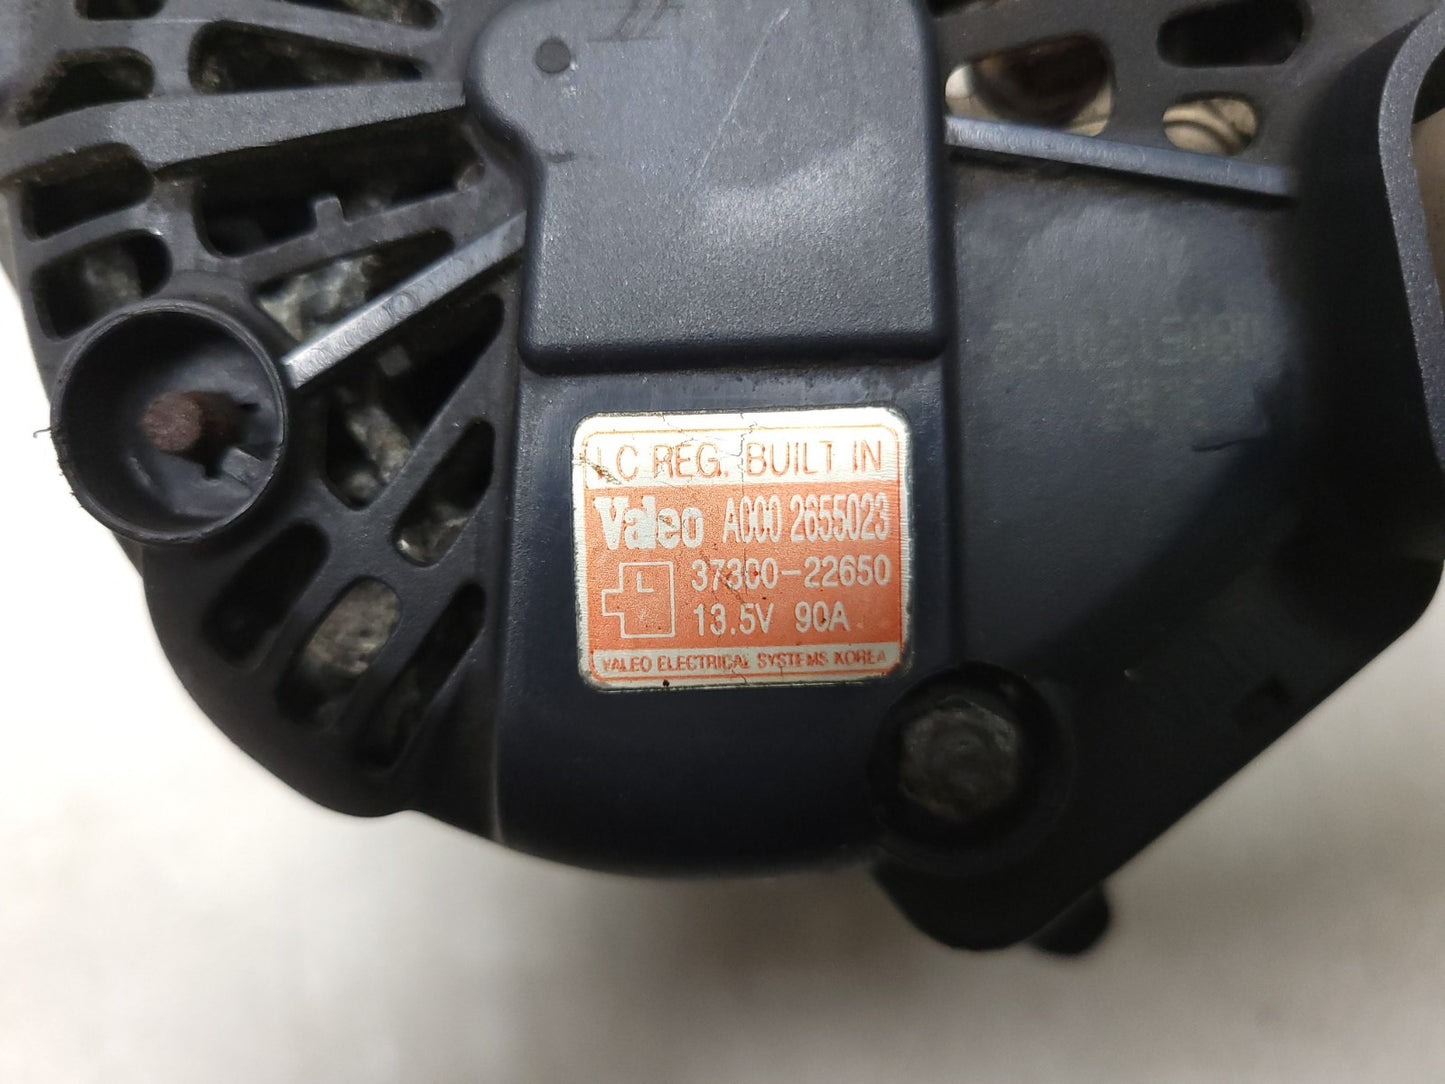 I.C REG. BUILT IN
Valeo A000 2655023
37300-22650
L
13.5V 90A
VALEO ELECTRICAL SYSTEMS KOREA